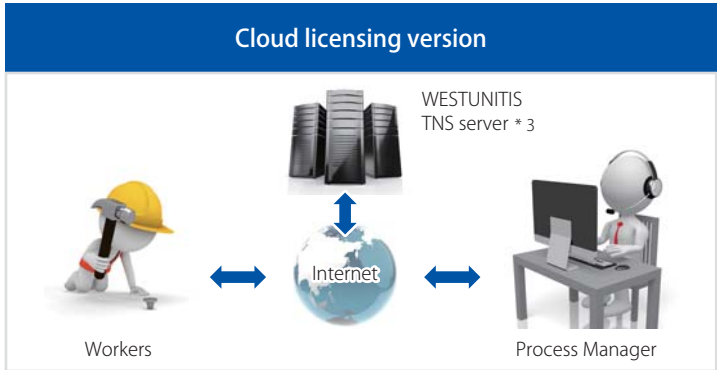 Cloud licensing version
WESTUNITIS
TNS server * 3
Internet
Workers
Process Manager